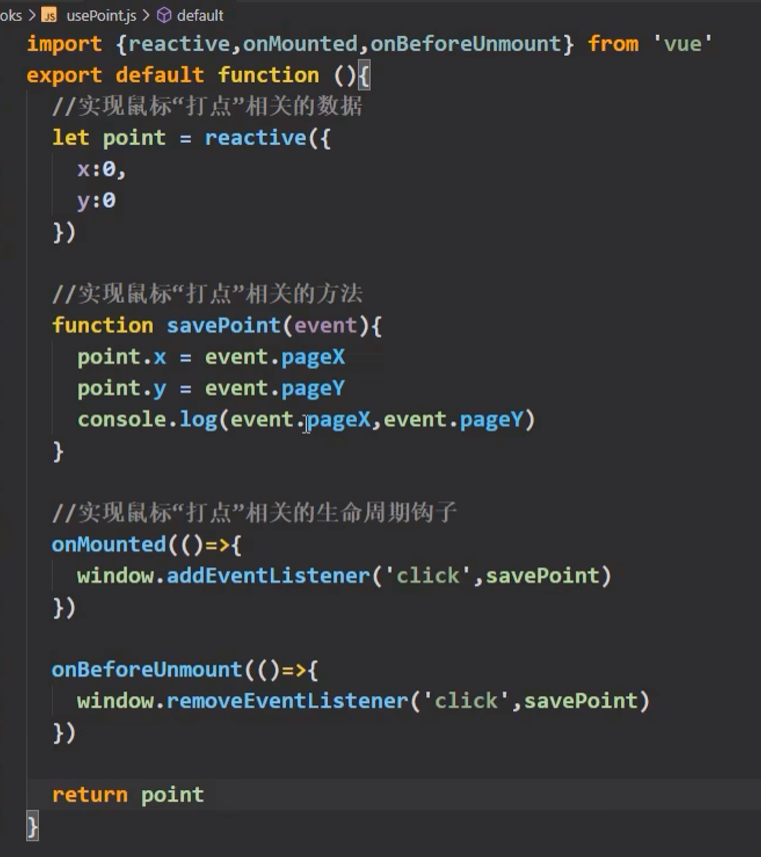 oks > JS usePoint.js > default
import {reactive,onMounted,onBeforeUnmount} from 'vue'
export default function (){
//实现鼠标“打点”相关的数据
let point = reactive({
x:0,
y:0
})
//实现鼠标“打点”相关的方法
function savePoint(event){
point.x = event.pageX
point.y = event.pageY
console.log(event.pageX,event.pageY)
}
//实现鼠标“打点”相关的生命周期钩子
onMounted(()=>{
window.addEventListener('click',savePoint)
})
onBeforeUnmount(()=>{
window.removeEventListener('click',savePoint)
})
return point
}